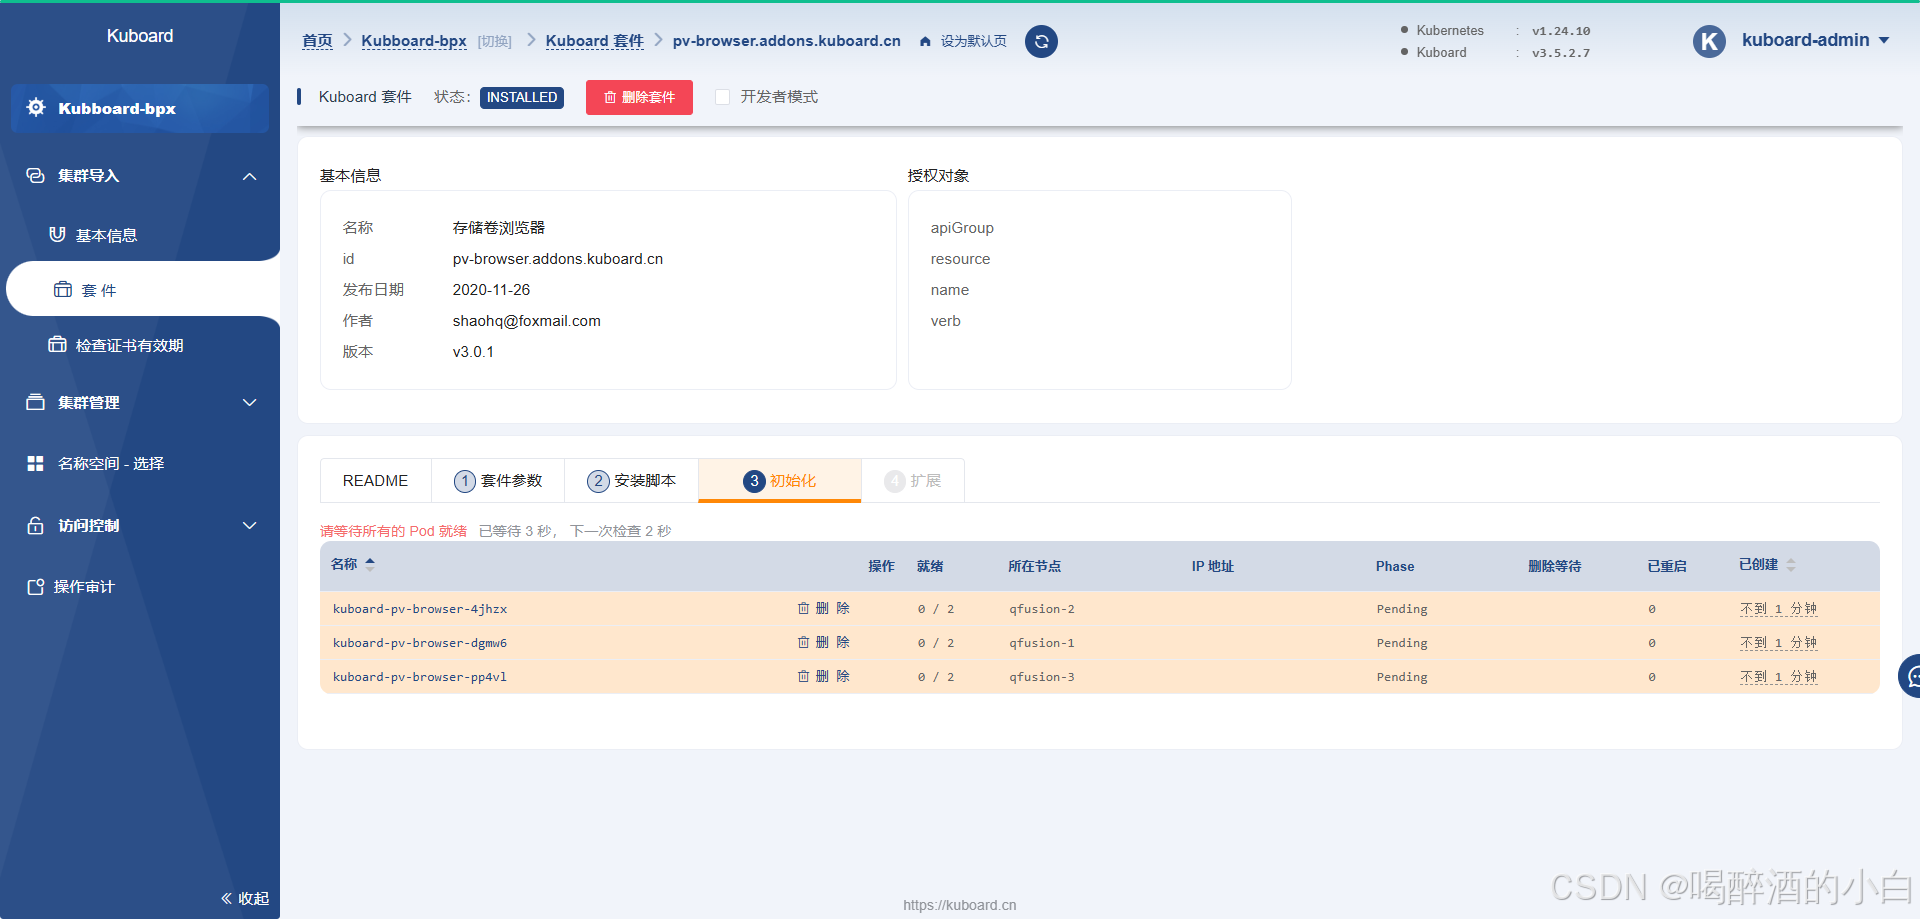 Kuboard
Kubboard-bpx
集群导入
基本信息
套 件
检查证书有效期
集群管理
名称空间 - 选择
访问控制
操作审计
收起
首页 Kubboard-bpx [切换] Kuboard 套件 pv-browser.addons.kuboard.cn 设为默认页
Kubernetes : v1.24.10
Kuboard : v3.5.2.7
K kuboard-admin
Kuboard 套件 状态: INSTALLED 删除套件 开发者模式
基本信息
名称 存储卷浏览器
id pv-browser.addons.kuboard.cn
发布日期 2020-11-26
作者 shaohq@foxmail.com
版本 v3.0.1
授权对象
apiGroup
resource
name
verb
README 1 套件参数 2 安装脚本 3 初始化 4 扩展
请等待所有的 Pod 就绪 已等待 3 秒, 下一次检查 2 秒
名称 操作 就绪 所在节点 IP 地址 Phase 删除等待 已重启 已创建
kuboard-pv-browser-4jhzx 删 除 0 / 2 qfusion-2 Pending 0 不到 1 分钟
kuboard-pv-browser-dgmw6 删 除 0 / 2 qfusion-1 Pending 0 不到 1 分钟
kuboard-pv-browser-pp4vl 删 除 0 / 2 qfusion-3 Pending 0 不到 1 分钟
https://kuboard.cn
CSDN @喝醉酒的小白